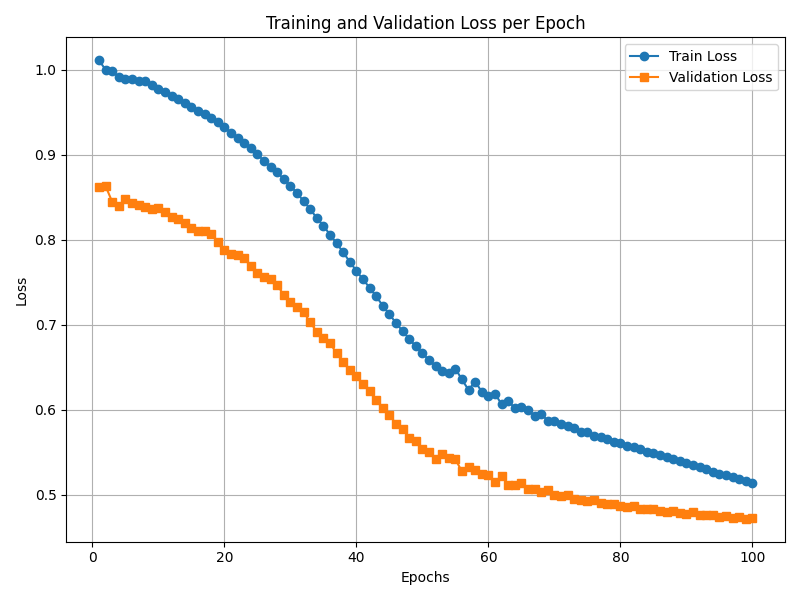 Training and Validation Loss per Epoch
Train Loss
Validation Loss
Loss
1.0
0.9
0.8
0.7
0.6
0.5
0 20 40 60 80 100
Epochs